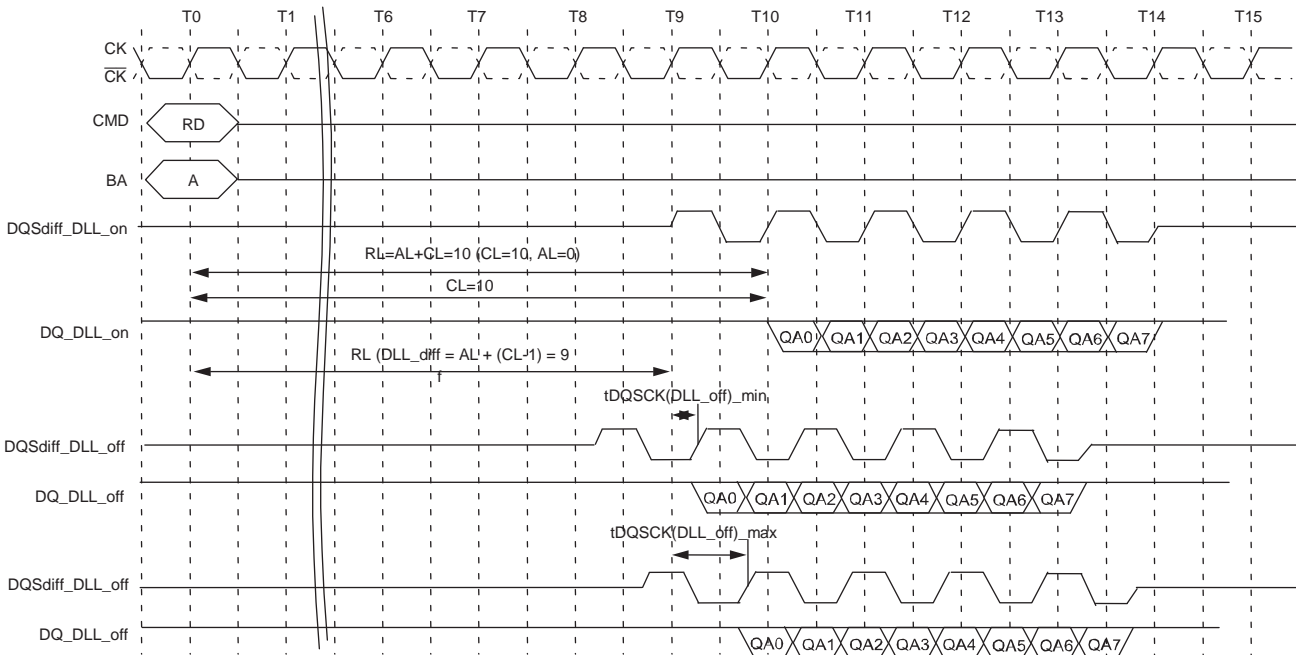 T0 T1 T6 T7 T8 T9 T10 T11 T12 T13 T14 T15
CK
CK
CMD RD
BA A
DQSdiff_DLL_on
RL=AL+CL=10 (CL=10, AL=0)
CL=10
DQ_DLL_on QA0 QA1 QA2 QA3 QA4 QA5 QA6 QA7
RL (DLL_diff = AL + (CL-1) = 9
f
tDQSCK(DLL_off)_min
DQSdiff_DLL_off
DQ_DLL_off QA0 QA1 QA2 QA3 QA4 QA5 QA6 QA7
tDQSCK(DLL_off)_max
DQSdiff_DLL_off
DQ_DLL_off QA0 QA1 QA2 QA3 QA4 QA5 QA6 QA7